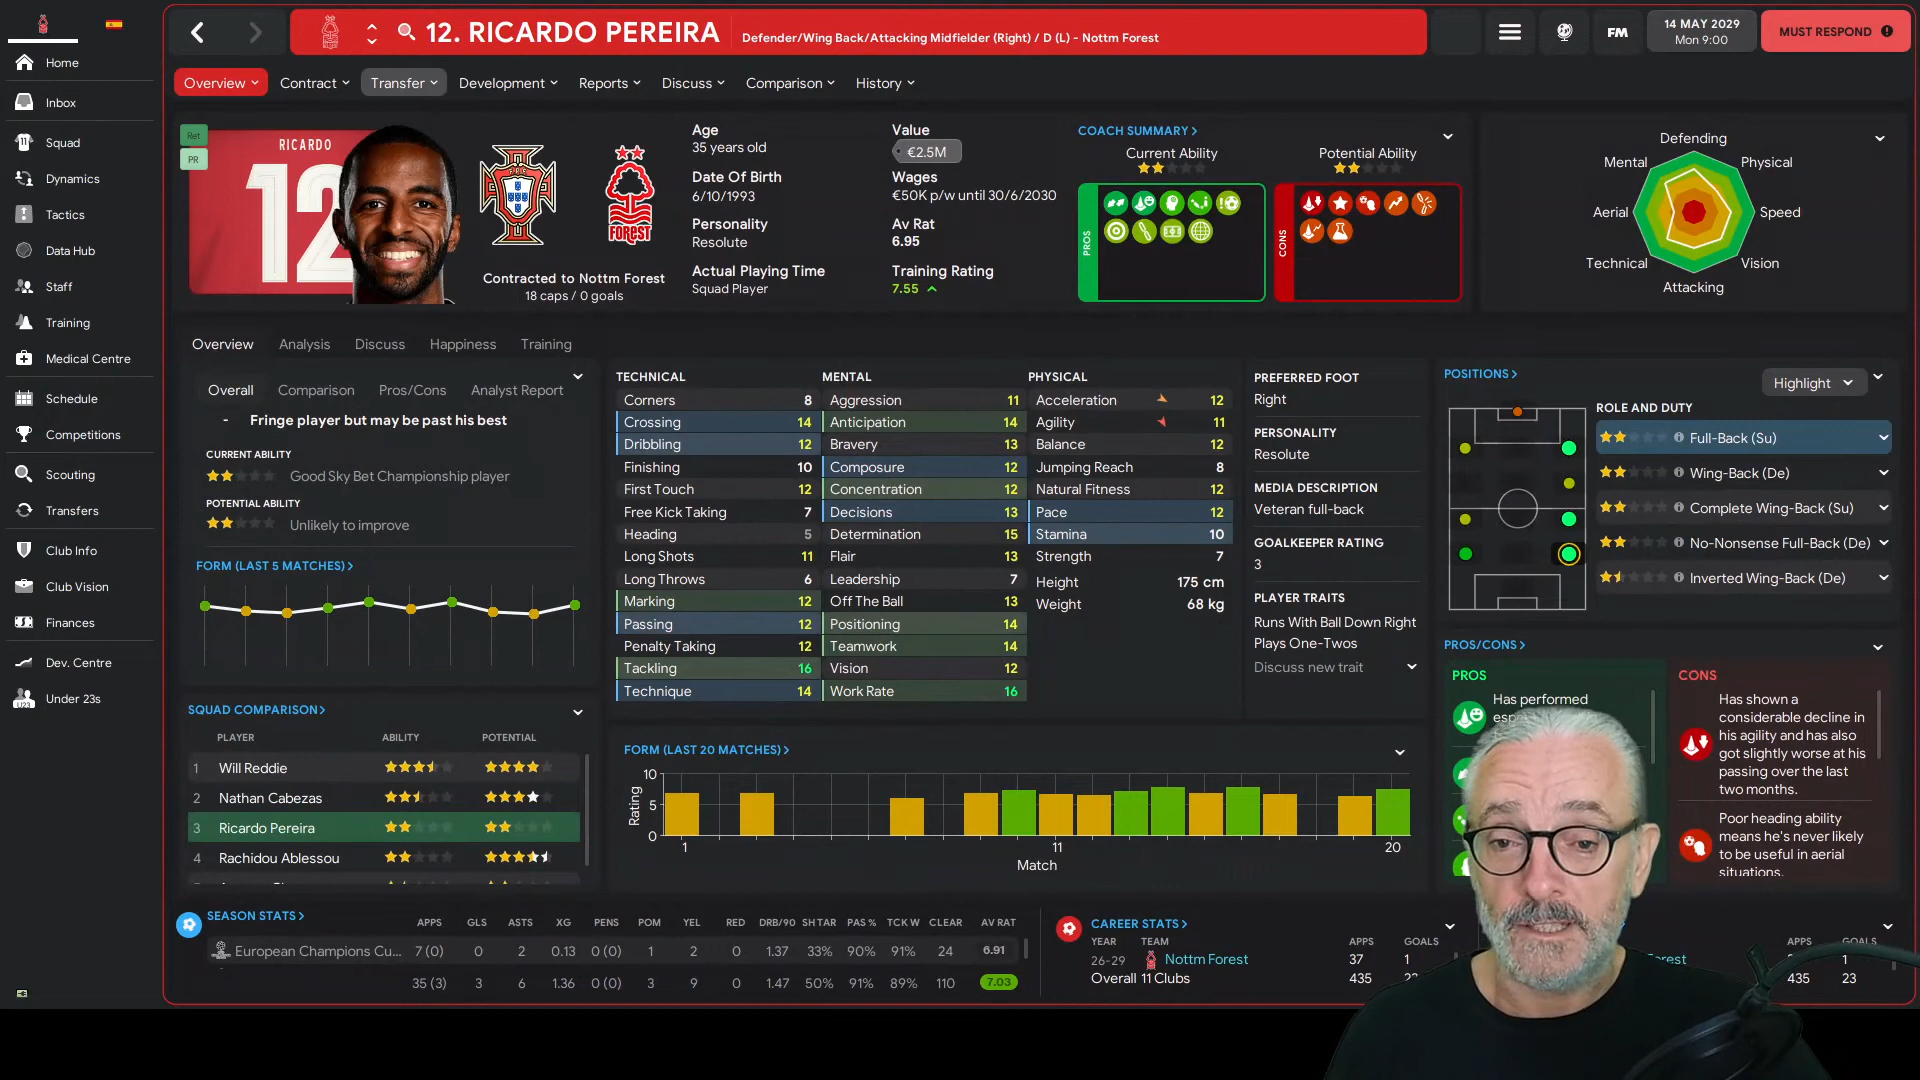 12. RICARDO PEREIRA
Defender/Wing Back/Attacking Midfielder (Right) / D (L) - Nottm Forest
FM
14 MAY 2029
Mon 9:00
MUST RESPOND
Home
Inbox
Squad
Dynamics
Tactics
Data Hub
Staff
Training
Medical Centre
Schedule
Competitions
Scouting
Transfers
Club Info
Club Vision
Finances
Dev. Centre
U23
Under 23s
Overview
Contract
Transfer
Development
Reports
Discuss
Comparison
History
Ret
PR
RICARDO
12
FOREST
Contracted to Nottm Forest
18 caps / 0 goals
Age
35 years old
Date Of Birth
6/10/1993
Personality
Resolute
Actual Playing Time
Squad Player
Value
€2.5M
Wages
€50K p/w until 30/6/2030
Av Rat
6.95
Training Rating
7.55
COACH SUMMARY >
Current Ability
Potential Ability
PROS
CONS
Defending
Mental
Physical
Aerial
Speed
Technical
Vision
Attacking
Overview
Analysis
Discuss
Happiness
Training
Overall
Comparison
Pros/Cons
Analyst Report
- Fringe player but may be past his best
CURRENT ABILITY
Good Sky Bet Championship player
POTENTIAL ABILITY
Unlikely to improve
FORM (LAST 5 MATCHES) >
SQUAD COMPARISON >
PLAYER ABILITY POTENTIAL
1 Will Reddie
2 Nathan Cabezas
3 Ricardo Pereira
4 Rachidou Ablessou
TECHNICAL
Corners 8
Crossing 14
Dribbling 12
Finishing 10
First Touch 12
Free Kick Taking 7
Heading 5
Long Shots 11
Long Throws 6
Marking 12
Passing 12
Penalty Taking 12
Tackling 16
Technique 14
MENTAL
Aggression 11
Anticipation 14
Bravery 13
Composure 12
Concentration 12
Decisions 13
Determination 15
Flair 13
Leadership 7
Off The Ball 13
Positioning 14
Teamwork 14
Vision 12
Work Rate 16
PHYSICAL
Acceleration 12
Agility 11
Balance 12
Jumping Reach 8
Natural Fitness 12
Pace 12
Stamina 10
Strength 7
Height 175 cm
Weight 68 kg
PREFERRED FOOT
Right
PERSONALITY
Resolute
MEDIA DESCRIPTION
Veteran full-back
GOALKEEPER RATING
3
PLAYER TRAITS
Runs With Ball Down Right
Plays One-Twos
Discuss new trait
POSITIONS >
Highlight
ROLE AND DUTY
Full-Back (Su)
Wing-Back (De)
Complete Wing-Back (Su)
No-Nonsense Full-Back (De)
Inverted Wing-Back (De)
PROS/CONS >
PROS
Has performed
CONS
Has shown a
considerable decline in
his agility and has also
got slightly worse at his
passing over the last
two months.
Poor heading ability
means he's never likely
to be useful in aerial
situations.
FORM (LAST 20 MATCHES) >
Rating
10
5
0
1 11 20
Match
SEASON STATS >
APPS GLS ASTS XG PENS POM YEL RED DRB/90 SH TAR PAS % TCK W CLEAR AV RAT
European Champions Cu... 7 (0) 0 2 0.13 0 (0) 1 2 0 1.37 33% 90% 91% 24 6.91
35 (3) 3 6 1.36 0 (0) 3 9 0 1.47 50% 91% 89% 110 7.03
CAREER STATS >
YEAR TEAM APPS GOALS
26-29 Nottm Forest 37 1
Overall 11 Clubs 435
APPS GOALS
1
435 23